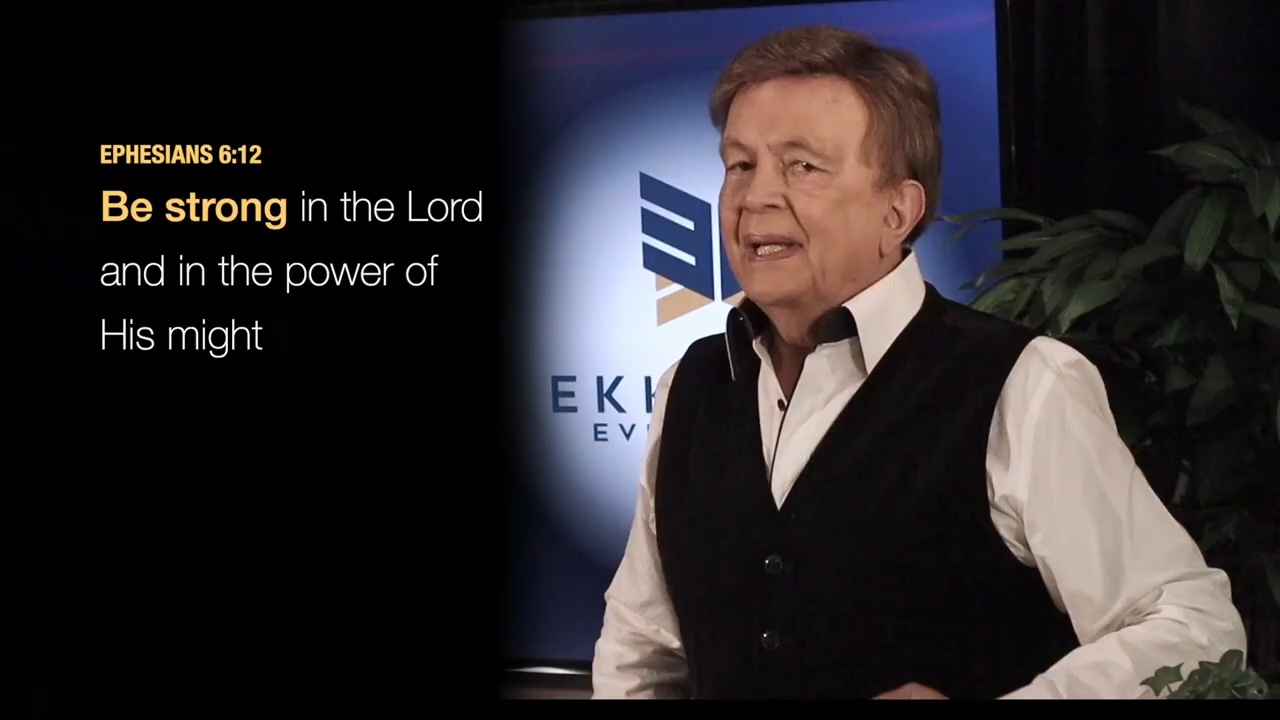 EPHESIANS 6:12
Be strong in the Lord
and in the power of
His might